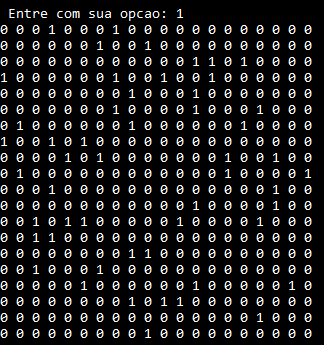 Entre com sua opcao: 1
0 0 0 1 0 0 0 1 0 0 0 0 0 0 0 0 0 0 0 0
0 0 0 0 0 0 1 0 0 1 0 0 0 0 0 0 0 0 0 0
0 0 0 0 0 0 0 0 0 0 0 0 1 1 0 1 0 0 0 0
1 0 0 0 0 0 0 1 0 0 1 0 1 0 0 0 0 0 0 0
0 0 0 0 0 0 0 0 1 0 0 0 1 0 0 0 0 0 0 0
0 0 0 0 0 0 0 1 0 0 0 0 1 0 0 0 1 0 0 0
0 1 0 0 0 0 0 0 1 0 0 0 0 0 0 1 0 0 0 0
1 0 0 1 0 1 0 0 0 0 0 0 0 0 0 0 0 0 0 0
0 0 0 0 1 0 1 0 0 0 0 0 0 0 1 0 0 1 0 0
0 1 0 0 0 0 0 0 0 0 0 0 0 0 1 0 0 0 0 1
0 0 0 1 0 0 0 0 0 0 0 0 0 0 0 0 0 1 0 0
0 0 0 0 0 0 0 0 0 0 0 0 1 0 0 0 0 1 0 0
0 0 1 0 1 1 0 0 0 0 0 1 0 0 0 0 1 0 0 0
0 0 1 1 0 0 0 0 0 0 0 0 0 0 0 0 0 0 0 0
0 0 0 0 0 0 0 0 1 1 0 0 0 0 0 0 0 0 0 0
0 0 1 0 0 0 1 0 0 0 0 0 0 0 0 0 0 0 0 0
0 0 0 0 0 1 0 0 0 0 0 0 1 0 0 0 0 0 1 0
0 0 0 0 0 0 0 0 1 0 1 1 0 0 0 0 0 0 0 0
0 0 0 0 0 0 0 0 0 0 0 0 0 0 0 0 1 0 0 0
0 0 0 0 0 0 0 0 0 1 0 0 0 0 0 0 0 0 0 0